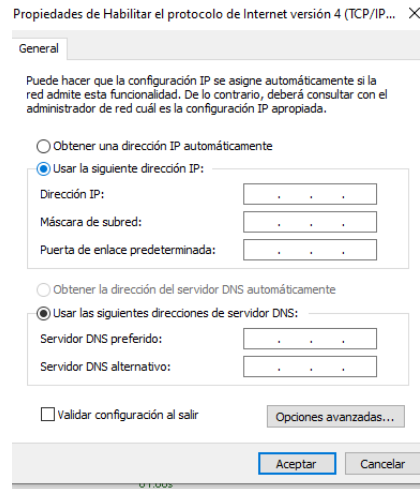 Propiedades de Habilitar el protocolo de Internet versión 4 (TCP/IP...
General
Puede hacer que la configuración IP se asigne automáticamente si la
red admite esta funcionalidad. De lo contrario, deberá consultar con el
administrador de red cuál es la configuración IP apropiada.
Obtener una dirección IP automáticamente
Usar la siguiente dirección IP:
Dirección IP:
Máscara de subred:
Puerta de enlace predeterminada:
Obtener la dirección del servidor DNS automáticamente
Usar las siguientes direcciones de servidor DNS:
Servidor DNS preferido:
Servidor DNS alternativo:
Validar configuración al salir
Opciones avanzadas...
Aceptar
Cancelar